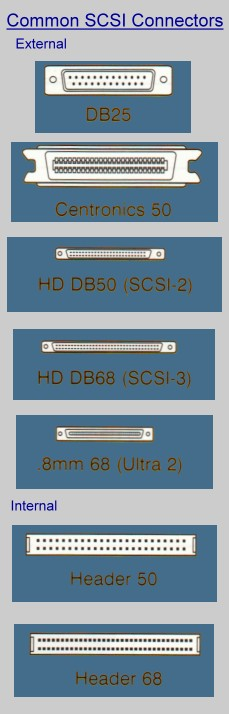 Common SCSI Connectors
External
DB25
Centronics 50
HD DB50 (SCSI-2)
HD DB68 (SCSI-3)
.8mm 68 (Ultra 2)
Internal
Header 50
Header 68